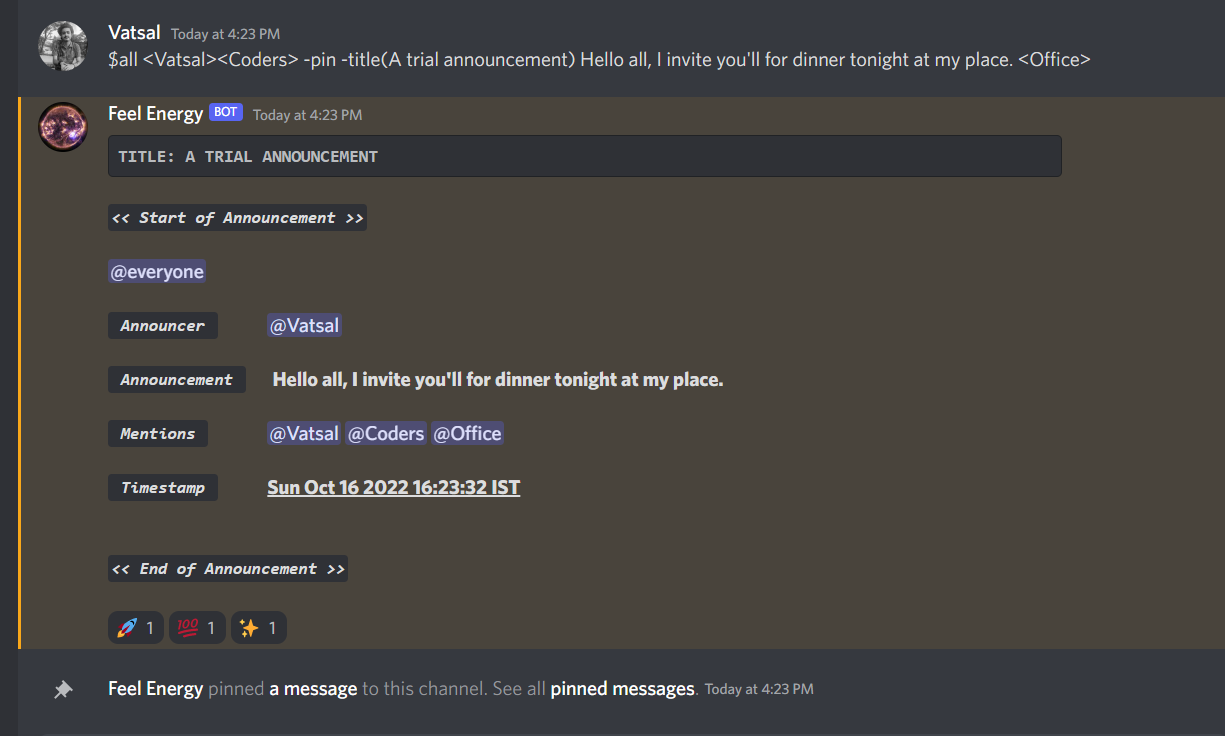 Vatsal Today at 4:23 PM
$all <Vatsal><Coders> -pin -title(A trial announcement) Hello all, I invite you'll for dinner tonight at my place. <Office>
Feel Energy BOT Today at 4:23 PM
TITLE: A TRIAL ANNOUNCEMENT
<< Start of Announcement >>
@everyone
Announcer @Vatsal
Announcement Hello all, I invite you'll for dinner tonight at my place.
Mentions @Vatsal @Coders @Office
Timestamp Sun Oct 16 2022 16:23:32 IST
<< End of Announcement >>
🚀 1 💯 1 ✨ 1
Feel Energy pinned a message to this channel. See all pinned messages. Today at 4:23 PM